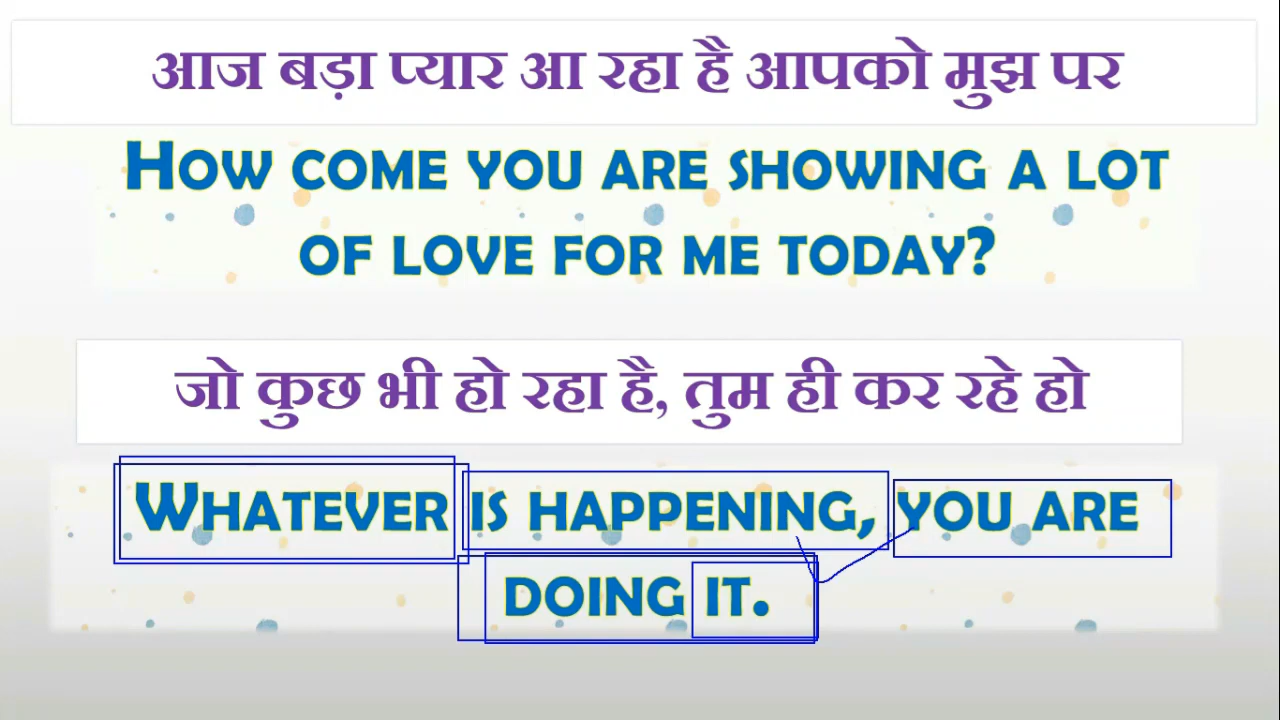 आज बड़ा प्यार आ रहा है आपको मुझ पर
HOW COME YOU ARE SHOWING A LOT
OF LOVE FOR ME TODAY?
जो कुछ भी हो रहा है, तुम ही कर रहे हो
WHATEVER IS HAPPENING, YOU ARE
DOING IT.